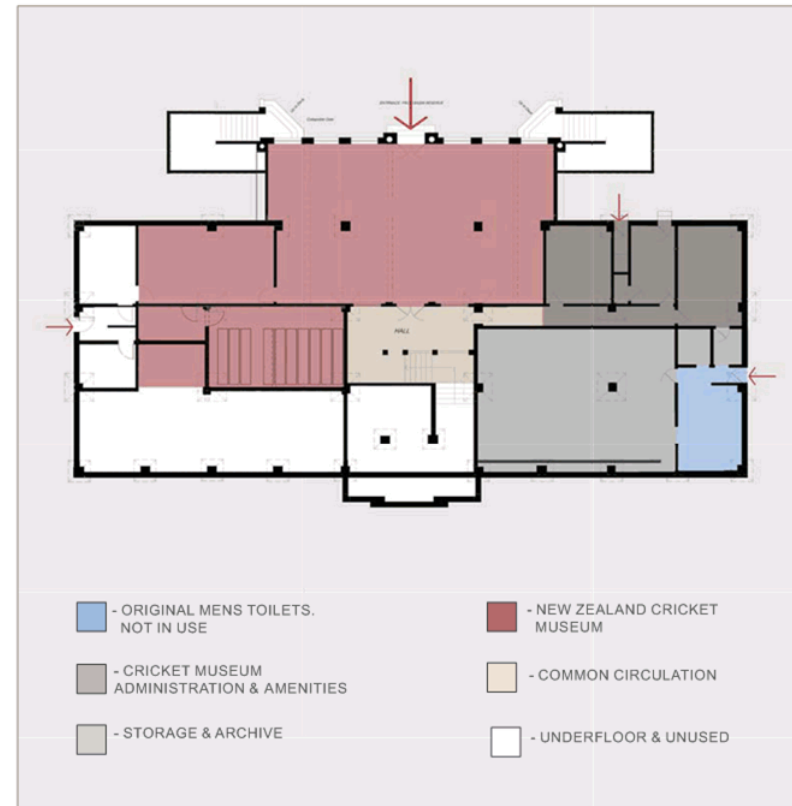 HALL
- ORIGINAL MENS TOILETS.
NOT IN USE
- CRICKET MUSEUM
ADMINISTRATION & AMENITIES
- STORAGE & ARCHIVE
- NEW ZEALAND CRICKET
MUSEUM
- COMMON CIRCULATION
- UNDERFLOOR & UNUSED